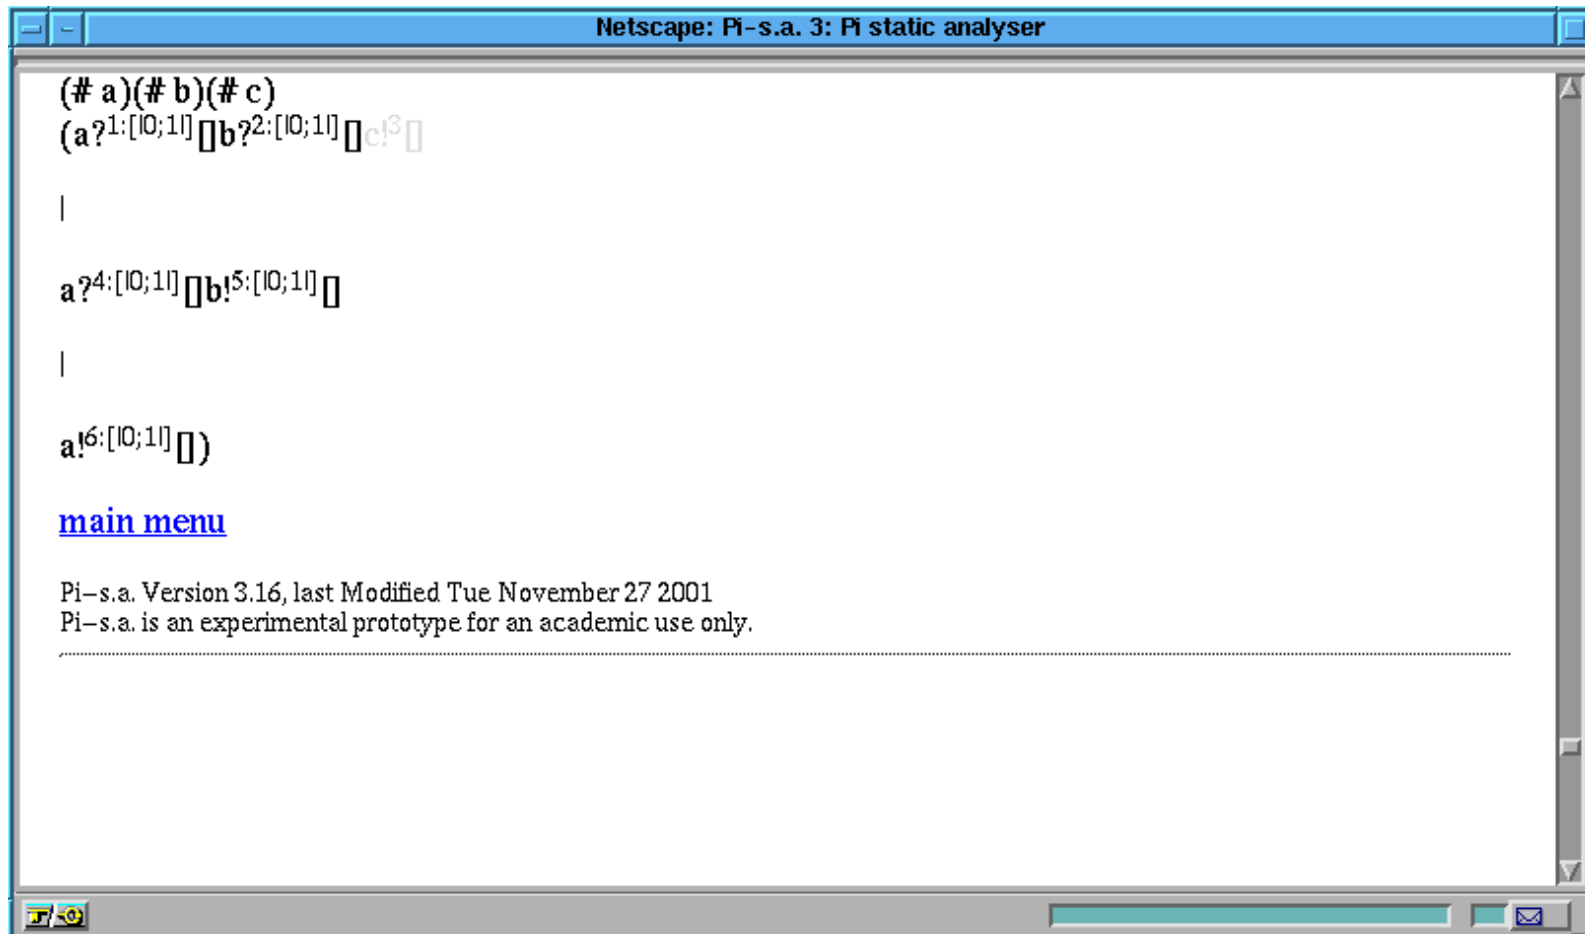 Netscape: Pi-s.a. 3: Pi static analyser
(# a)(# b)(# c)
(a?1:[|0;1|][]b?2:[|0;1|][]c!3[]
|
a?4:[|0;1|][]b!5:[|0;1|][]
|
a!6:[|0;1|][])
main menu
Pi-s.a. Version 3.16, last Modified Tue November 27 2001
Pi-s.a. is an experimental prototype for an academic use only.